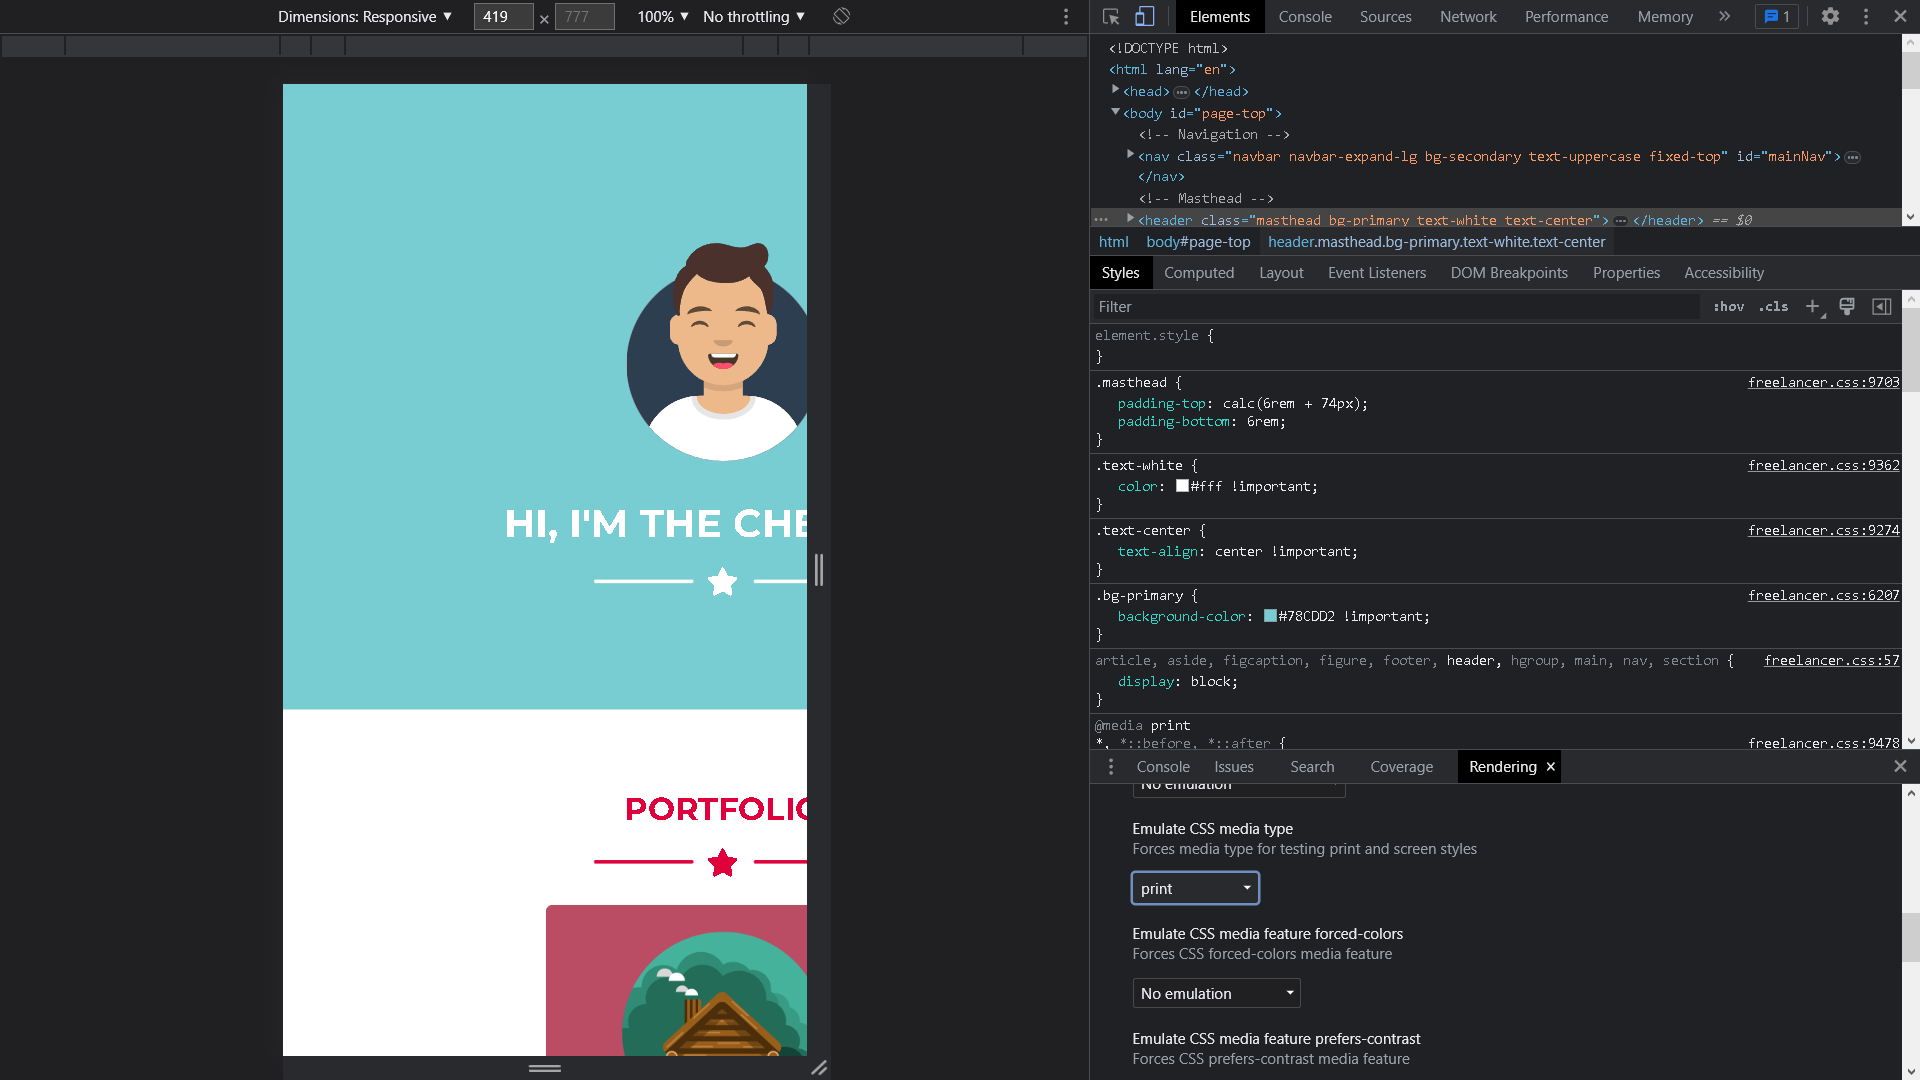 Dimensions: Responsive ▼ 419 × 777 100% ▼ No throttling ▼
Elements Console Sources Network Performance Memory » 1
<!DOCTYPE html>
<html lang="en">
<head> ••• </head>
<body id="page-top">
<!-- Navigation -->
<nav class="navbar navbar-expand-lg bg-secondary text-uppercase fixed-top" id="mainNav"> •••
</nav>
<!-- Masthead -->
<header class="masthead bg-primary text-white text-center"> ••• </header> == $0
html body#page-top header.masthead.bg-primary.text-white.text-center
Styles Computed Layout Event Listeners DOM Breakpoints Properties Accessibility
Filter :hov .cls +
element.style {
}
.masthead { freelancer.css:9703
padding-top: calc(6rem + 74px);
padding-bottom: 6rem;
}
.text-white { freelancer.css:9362
color: #fff !important;
}
.text-center { freelancer.css:9274
text-align: center !important;
}
.bg-primary { freelancer.css:6207
background-color: #78CDD2 !important;
}
article, aside, figcaption, figure, footer, header, hgroup, main, nav, section { freelancer.css:57
display: block;
}
@media print
*, *::before, *::after { freelancer.css:9478
Console Issues Search Coverage Rendering ×
No emulation
Emulate CSS media type
Forces media type for testing print and screen styles
print
Emulate CSS media feature forced-colors
Forces CSS forced-colors media feature
No emulation
Emulate CSS media feature prefers-contrast
Forces CSS prefers-contrast media feature
HI, I'M THE CHE
PORTFOLIO